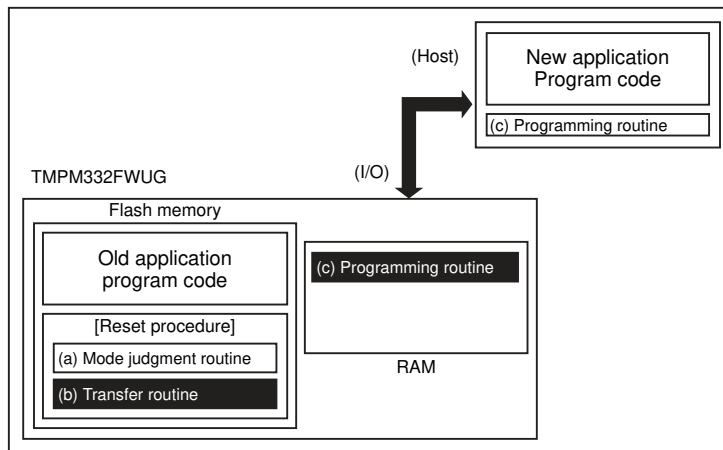 (Host)
New application
Program code
(c) Programming routine
(I/O)
TMPM332FWUG
Flash memory
Old application
program code
[Reset procedure]
(a) Mode judgment routine
(b) Transfer routine
(c) Programming routine
RAM